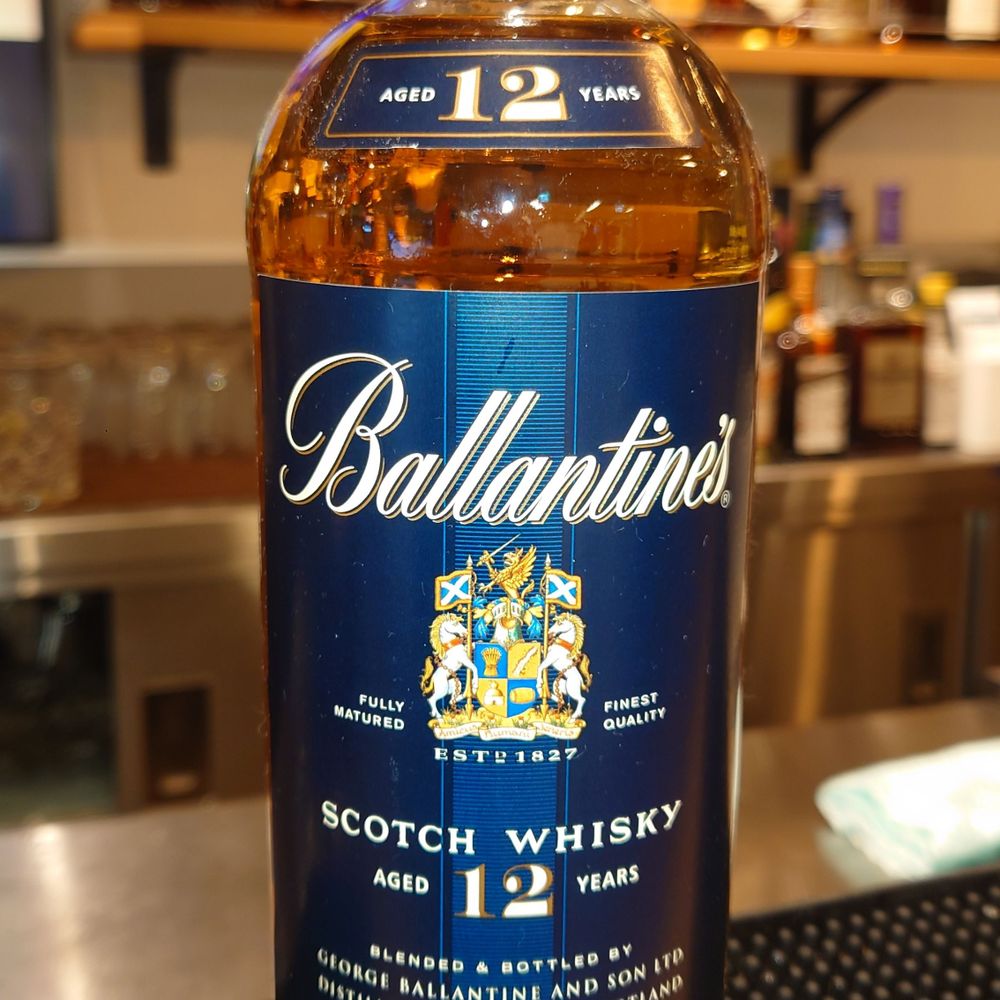 AGED 12 YEARS
Ballantine's®
FULLY
MATURED
FINEST
QUALITY
ESTD 1827
SCOTCH WHISKY
AGED 12 YEARS
BLENDED & BOTTLED BY
GEORGE BALLANTINE AND SON LTD